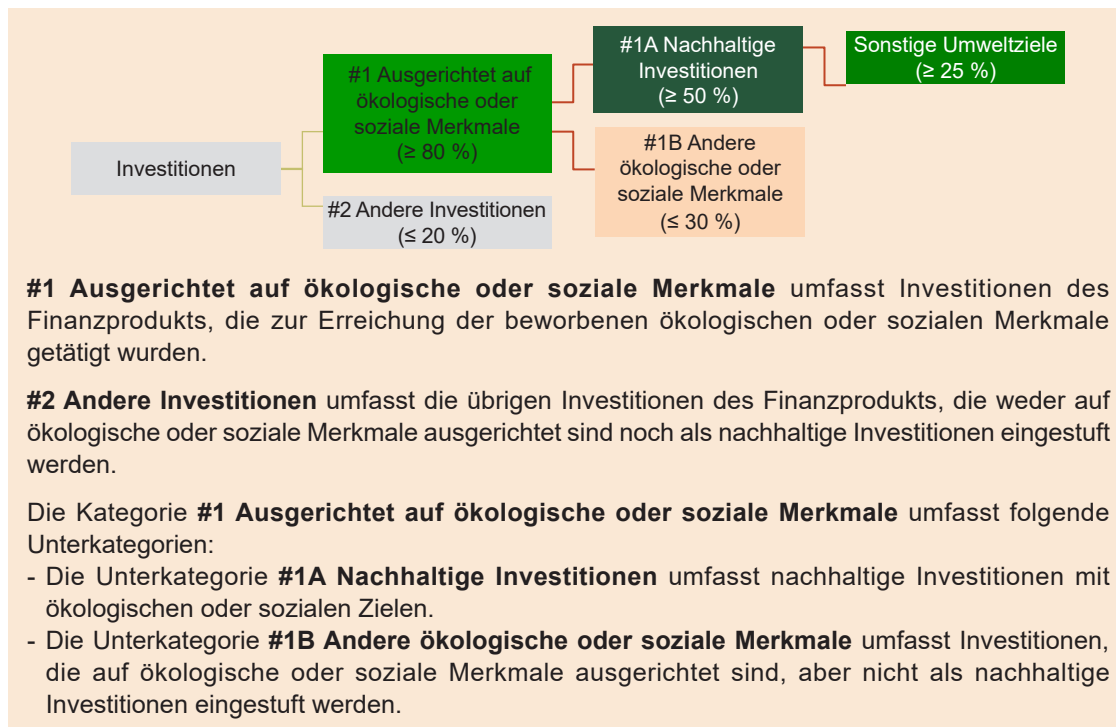 Investitionen
#1 Ausgerichtet auf
ökologische oder
soziale Merkmale
(≥ 80 %)
#2 Andere Investitionen
(≤ 20 %)
#1A Nachhaltige
Investitionen
(≥ 50 %)
#1B Andere
ökologische oder
soziale Merkmale
(≤ 30 %)
Sonstige Umweltziele
(≥ 25 %)
#1 Ausgerichtet auf ökologische oder soziale Merkmale umfasst Investitionen des
Finanzprodukts, die zur Erreichung der beworbenen ökologischen oder sozialen Merkmale
getätigt wurden.
#2 Andere Investitionen umfasst die übrigen Investitionen des Finanzprodukts, die weder auf
ökologische oder soziale Merkmale ausgerichtet sind noch als nachhaltige Investitionen eingestuft
werden.
Die Kategorie #1 Ausgerichtet auf ökologische oder soziale Merkmale umfasst folgende
Unterkategorien:
- Die Unterkategorie #1A Nachhaltige Investitionen umfasst nachhaltige Investitionen mit
ökologischen oder sozialen Zielen.
- Die Unterkategorie #1B Andere ökologische oder soziale Merkmale umfasst Investitionen,
die auf ökologische oder soziale Merkmale ausgerichtet sind, aber nicht als nachhaltige
Investitionen eingestuft werden.